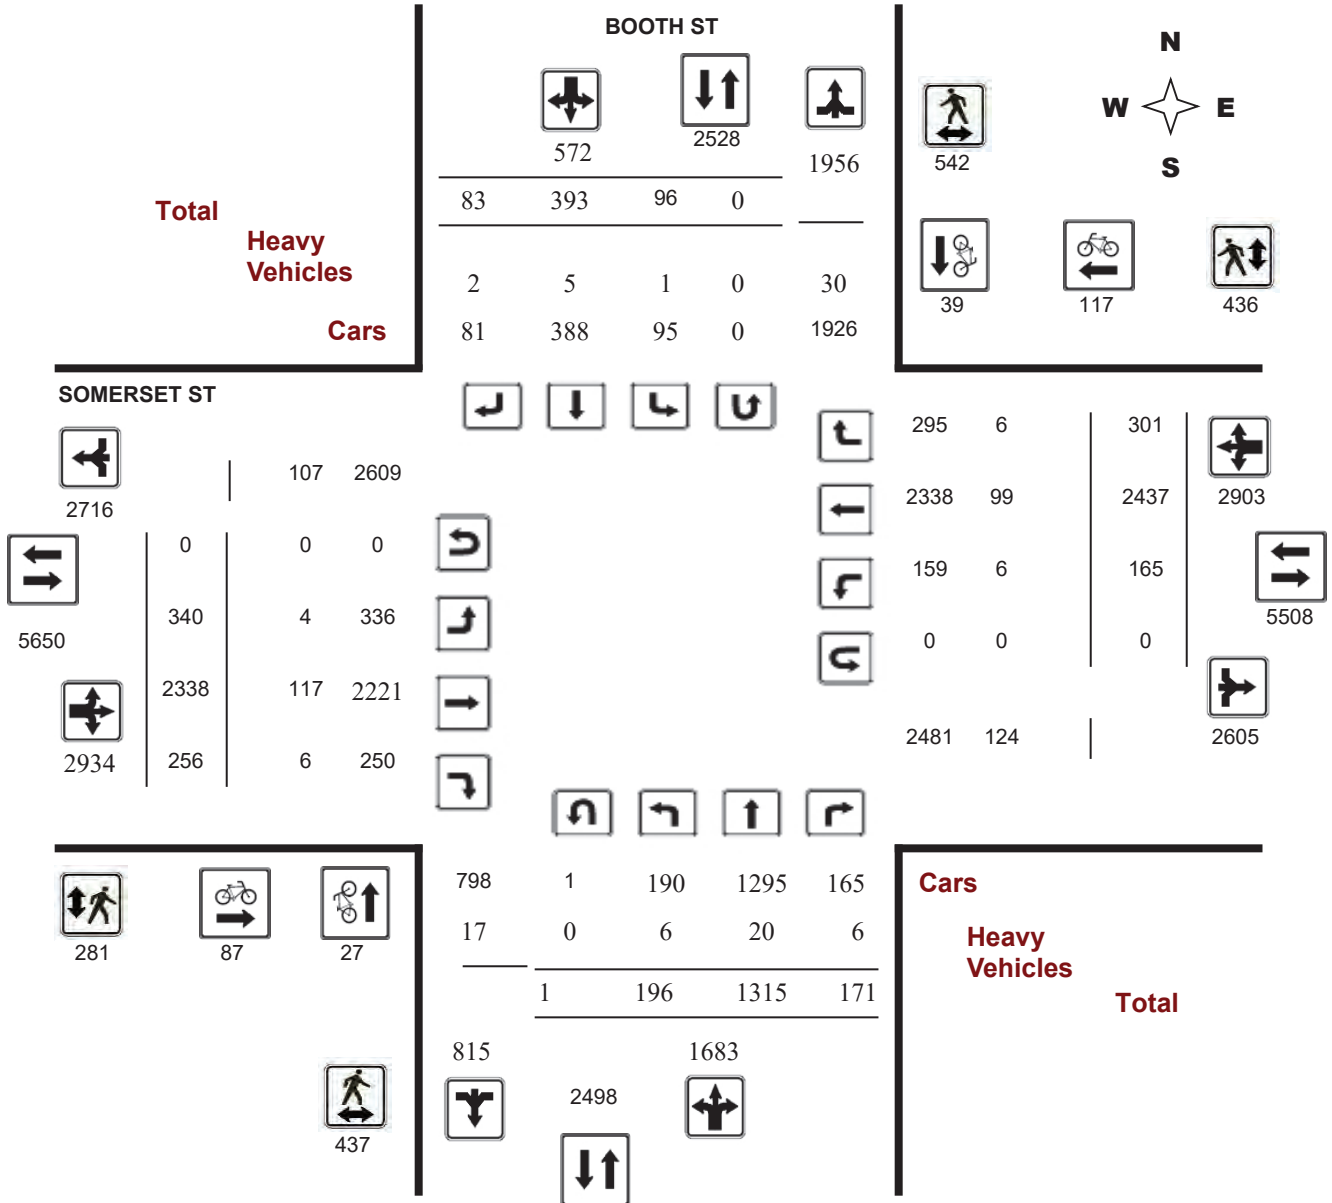 BOOTH ST
N
W E
S
572
2528
1956
542
83 393 96 0
Total
Heavy
Vehicles
2 5 1 0 30
39 117 436
Cars
81 388 95 0 1926
SOMERSET ST
295 6 301
107 2609
2716
2338 99 2437 2903
0 0 0
159 6 165
5508
340 4 336
5650
0 0 0
2338 117 2221
2481 124 2605
2934 256 6 250
798 1 190 1295 165
Cars
17 0 6 20 6
Heavy
Vehicles
281 87 27
1 196 1315 171
Total
815 1683
2498
437